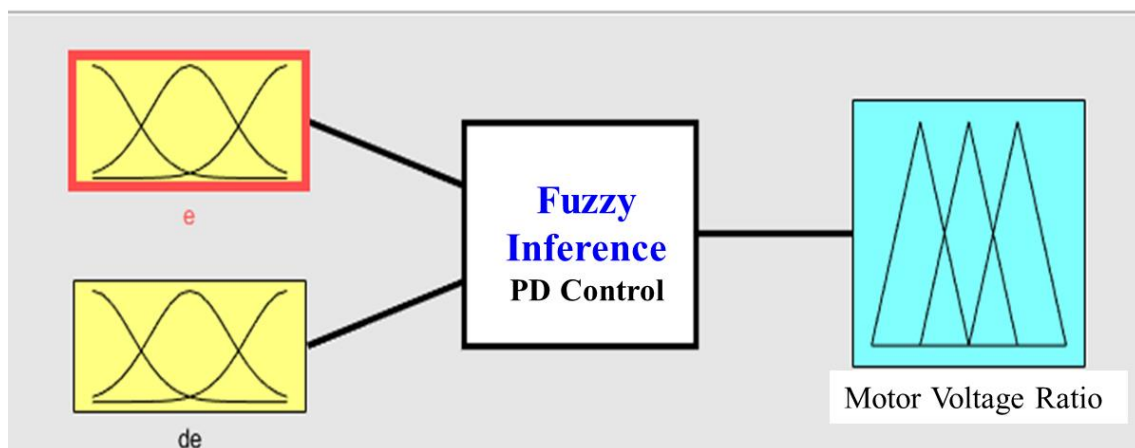 e
de
Fuzzy
Inference
PD Control
Motor Voltage Ratio